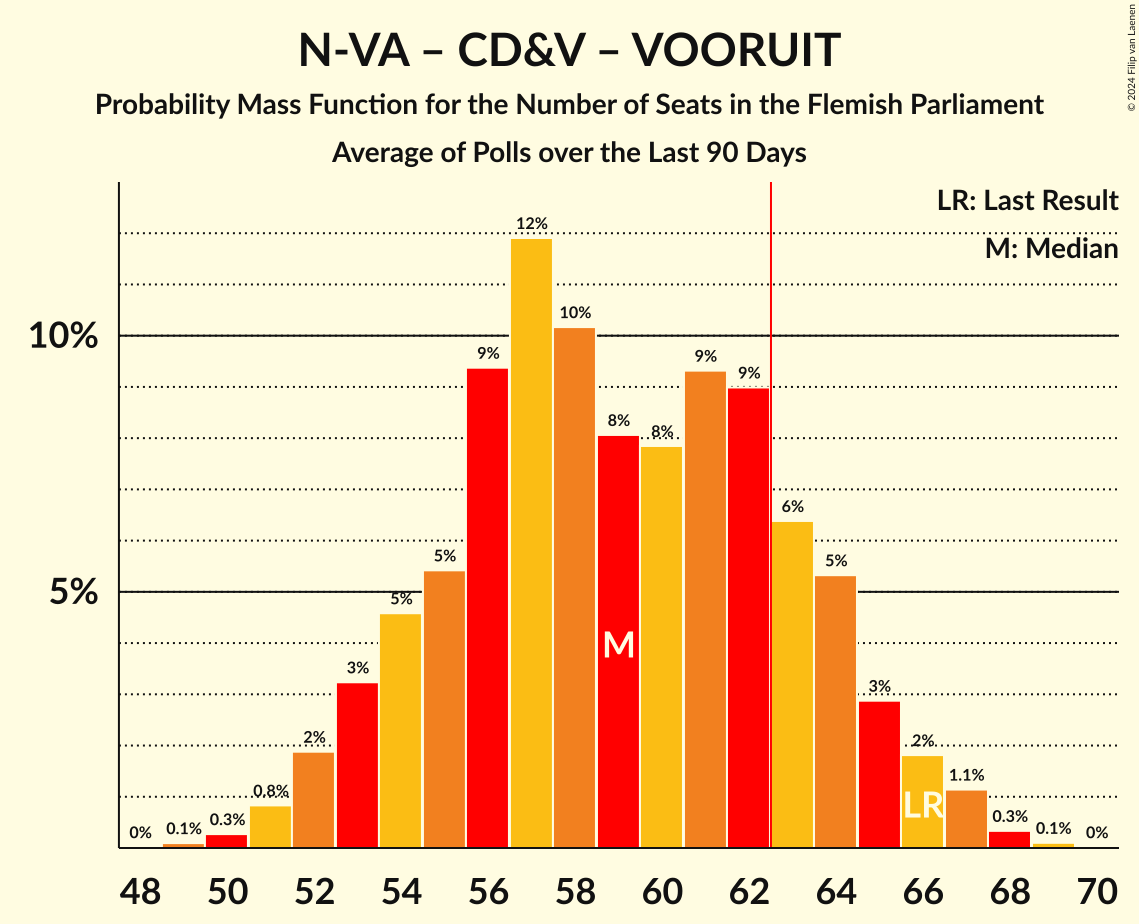 N-VA – CD&V – VOORUIT
Probability Mass Function for the Number of Seats in the Flemish Parliament
Average of Polls over the Last 90 Days
© 2024 Filip van Laenen
LR: Last Result
M: Median
10%
5%
0%
0.1%
0.3%
0.8%
2%
3%
5%
5%
9%
12%
10%
8%
8%
9%
9%
6%
5%
3%
2%
1.1%
0.3%
0.1%
0%
M
LR
48 50 52 54 56 58 60 62 64 66 68 70